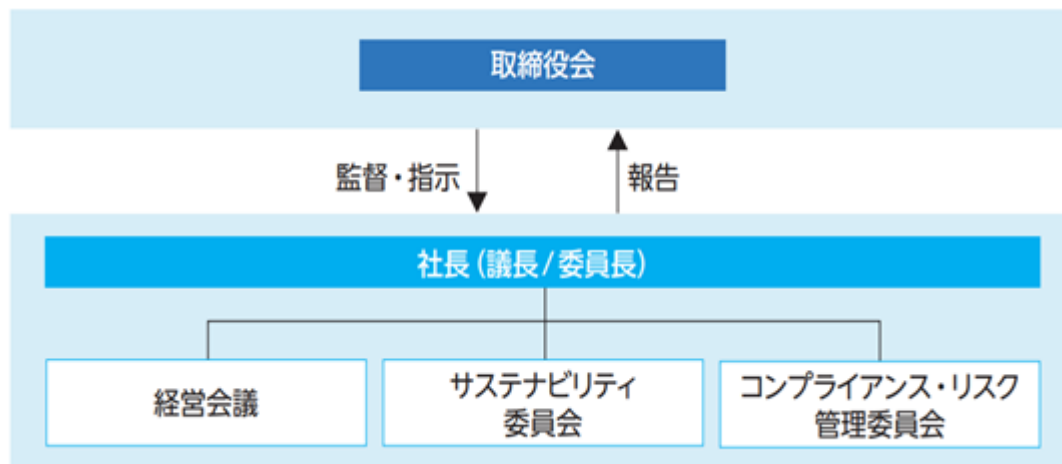 取締役会
監督・指示
報告
社長(議長/委員長)
経営会議
サステナビリティ
委員会
コンプライアンス・リスク
管理委員会